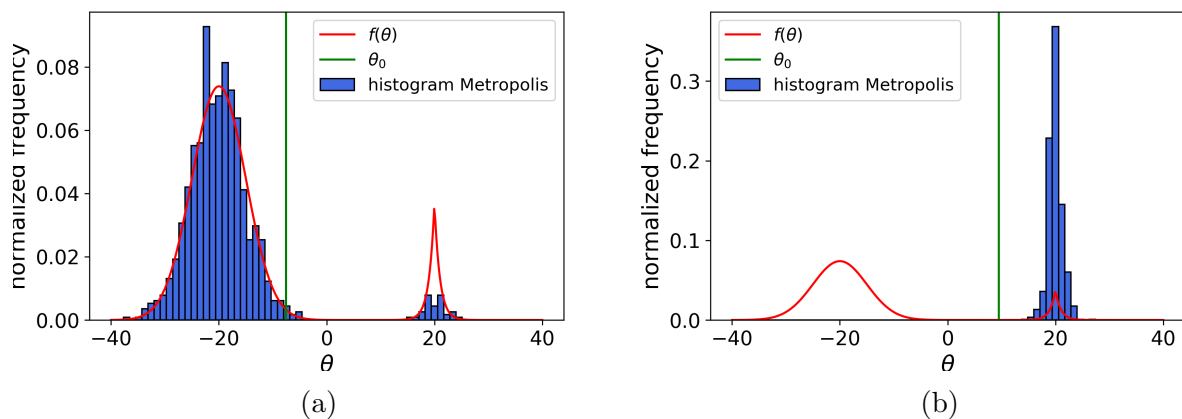 normalized frequency
0.08
0.06
0.04
0.02
0.00
−40
−20
0
20
40
θ
f(θ)
θ₀
histogram Metropolis
(a)
normalized frequency
0.3
0.2
0.1
0.0
−40
−20
0
20
40
θ
f(θ)
θ₀
histogram Metropolis
(b)